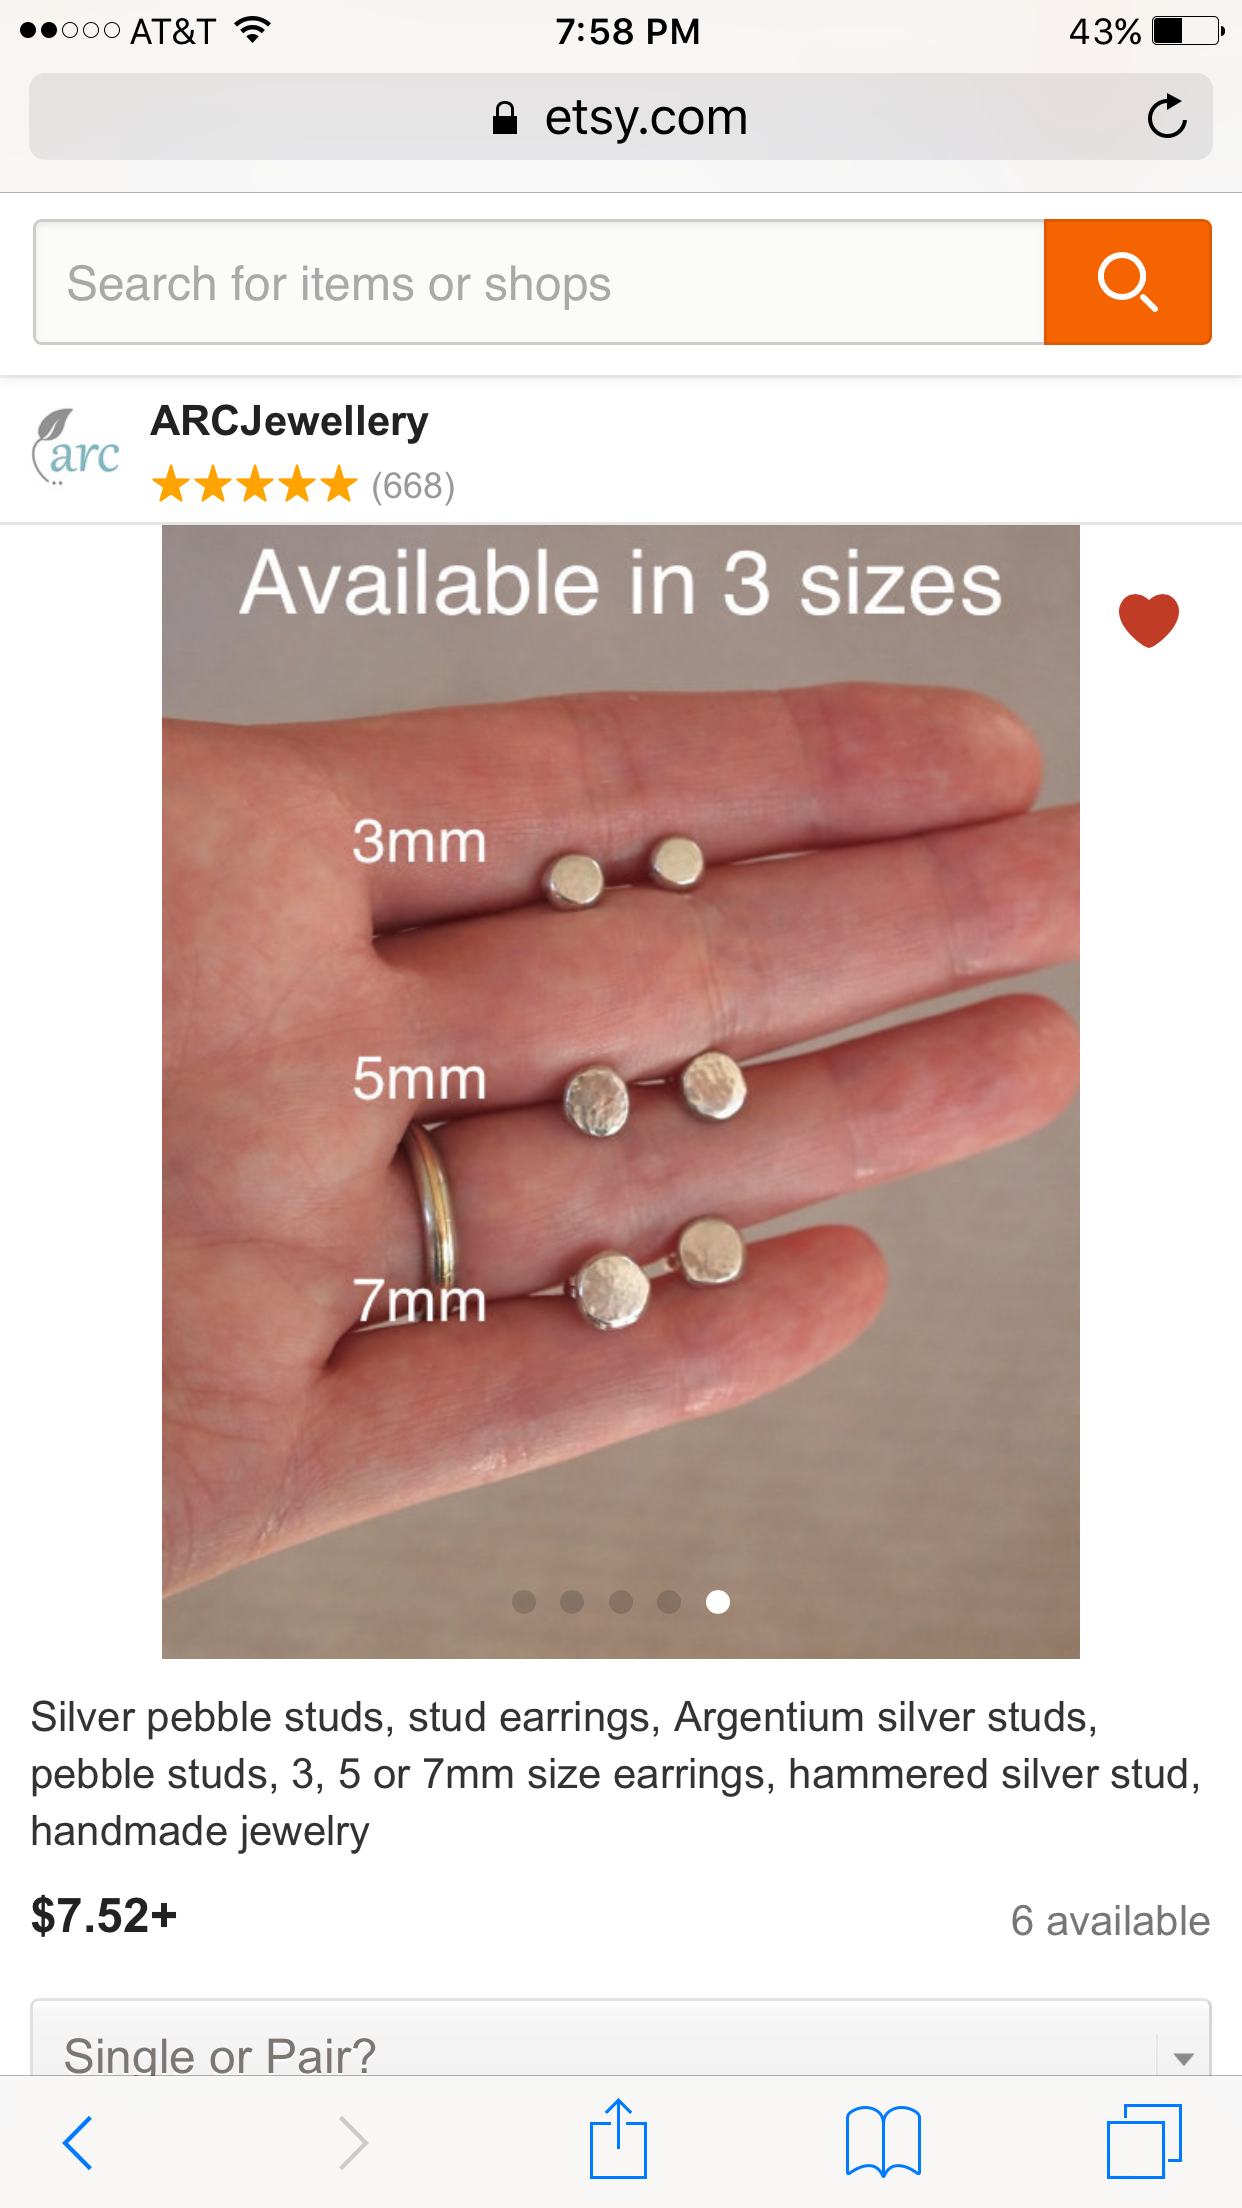 AT&T 7:58 PM 43%
etsy.com
Search for items or shops
ARCJewellery
arc
(668)
Available in 3 sizes
3mm
5mm
7mm
Silver pebble studs, stud earrings, Argentium silver studs,
pebble studs, 3, 5 or 7mm size earrings, hammered silver stud,
handmade jewelry
$7.52+ 6 available
Single or Pair?